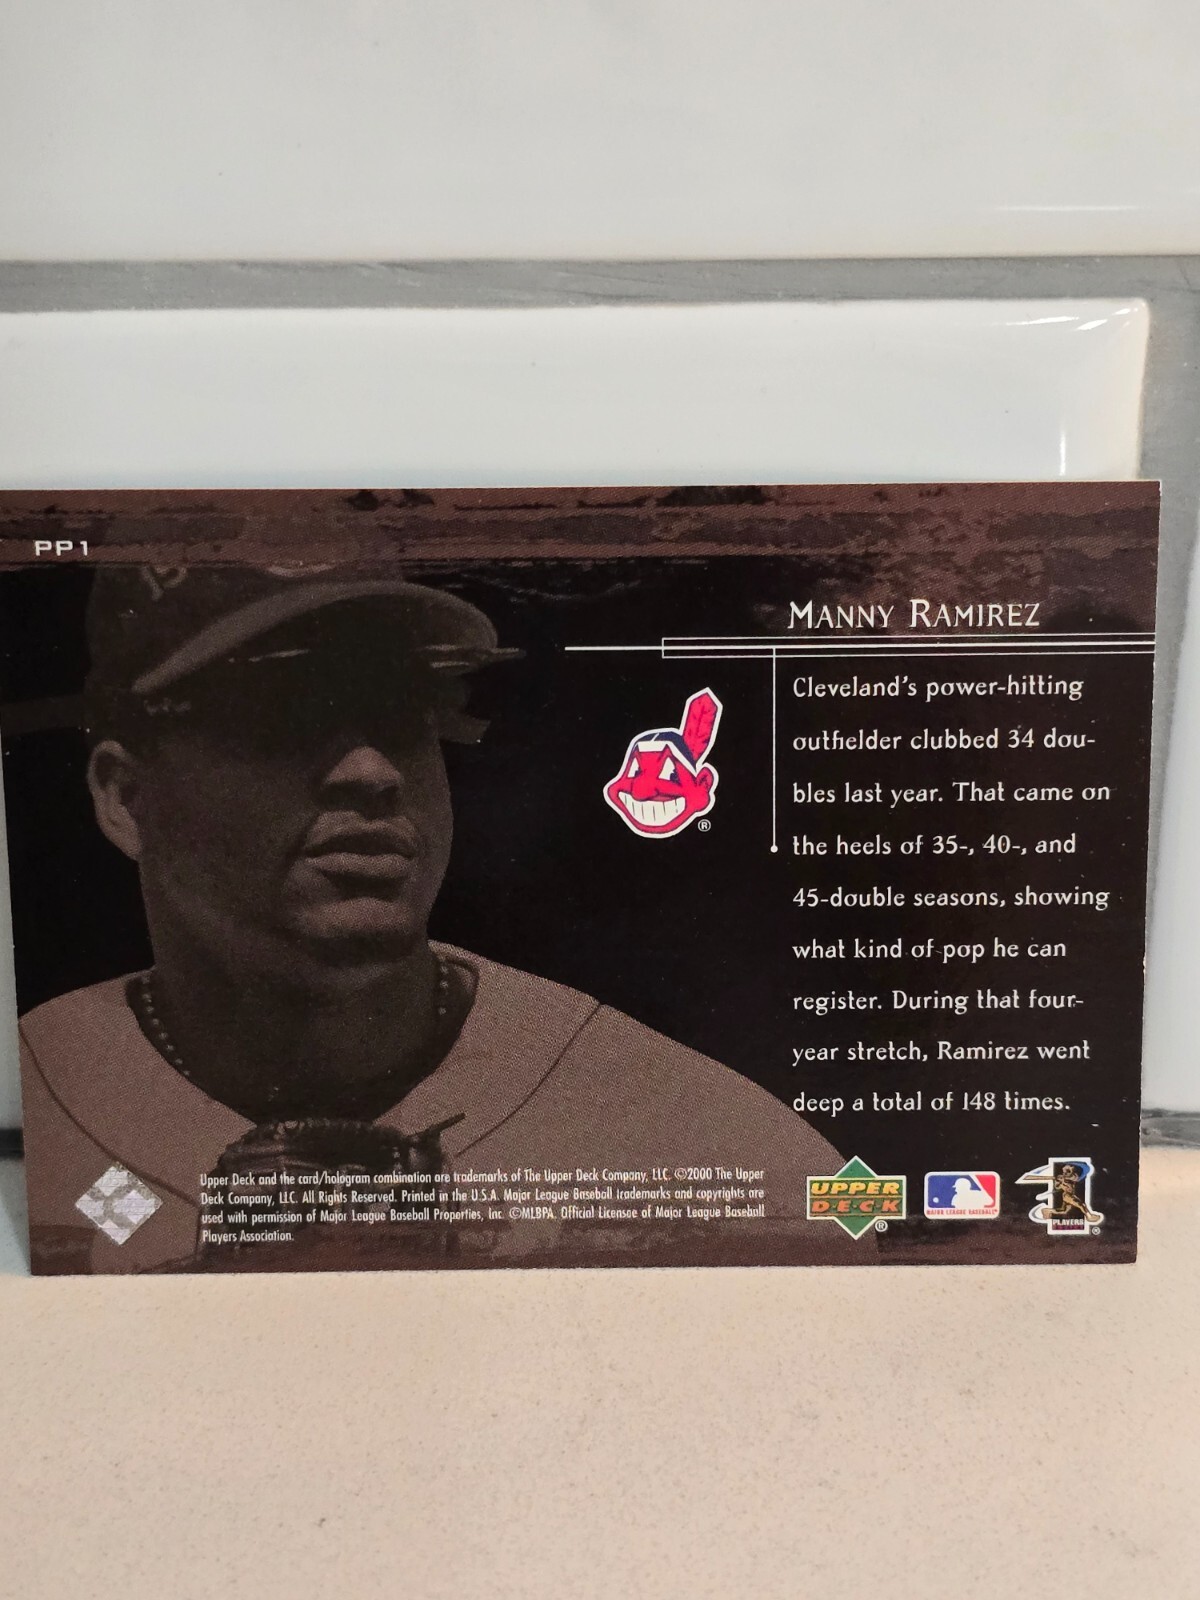 PP1
MANNY RAMIREZ
Cleveland's power-hitting
outfielder clubbed 34 dou-
bles last year. That came on
the heels of 35-, 40-, and
45-double seasons, showing
what kind of pop he can
register. During that four-
year stretch, Ramirez went
deep a total of 148 times.
®
Upper Deck and the card/hologram combination are trademarks of The Upper Deck Company, LLC. ©2000 The Upper
Deck Company, LLC. All Rights Reserved. Printed in the U.S.A. Major League Baseball trademarks and copyrights are
used with permission of Major League Baseball Properties, Inc. ©MLBPA. Official Licensee of Major League Baseball
Players Association.
UPPER
DECK
®
MAJOR LEAGUE BASEBALL
PLAYERS
®